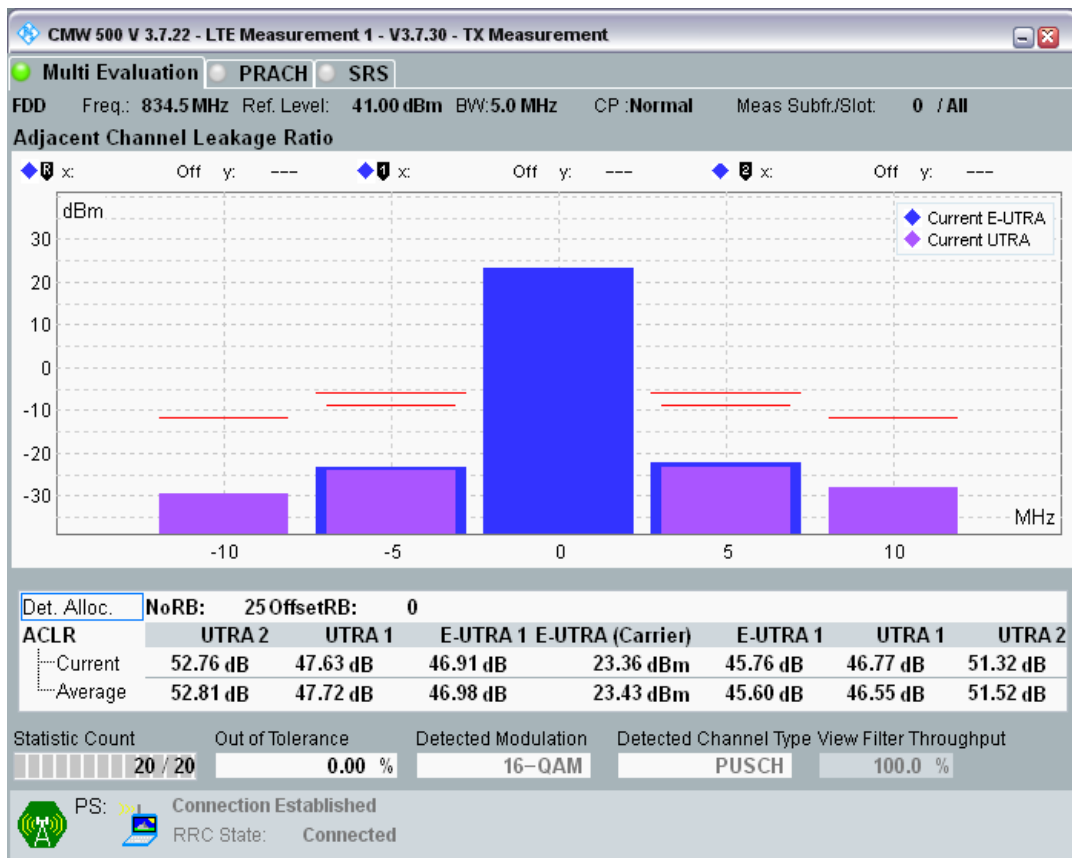 CMW 500 V 3.7.22 - LTE Measurement 1 - V3.7.30 - TX Measurement
Multi Evaluation PRACH SRS
FDD Freq.: 834.5 MHz Ref. Level: 41.00 dBm BW:5.0 MHz CP :Normal Meas Subfr./Slot: 0 / All
Adjacent Channel Leakage Ratio
R x: Off y: --- 1 x: Off y: --- 2 x: Off y: ---
dBm
Current E-UTRA
Current UTRA
30
20
10
0
-10
-20
-30
MHz
-10 -5 0 5 10
Det. Alloc. NoRB: 25 OffsetRB: 0
ACLR UTRA 2 UTRA 1 E-UTRA 1 E-UTRA (Carrier) E-UTRA 1 UTRA 1 UTRA 2
Current 52.76 dB 47.63 dB 46.91 dB 23.36 dBm 45.76 dB 46.77 dB 51.32 dB
Average 52.81 dB 47.72 dB 46.98 dB 23.43 dBm 45.60 dB 46.55 dB 51.52 dB
Statistic Count Out of Tolerance Detected Modulation Detected Channel Type View Filter Throughput
20 / 20 0.00 % 16-QAM PUSCH 100.0 %
PS: Connection Established
RRC State: Connected